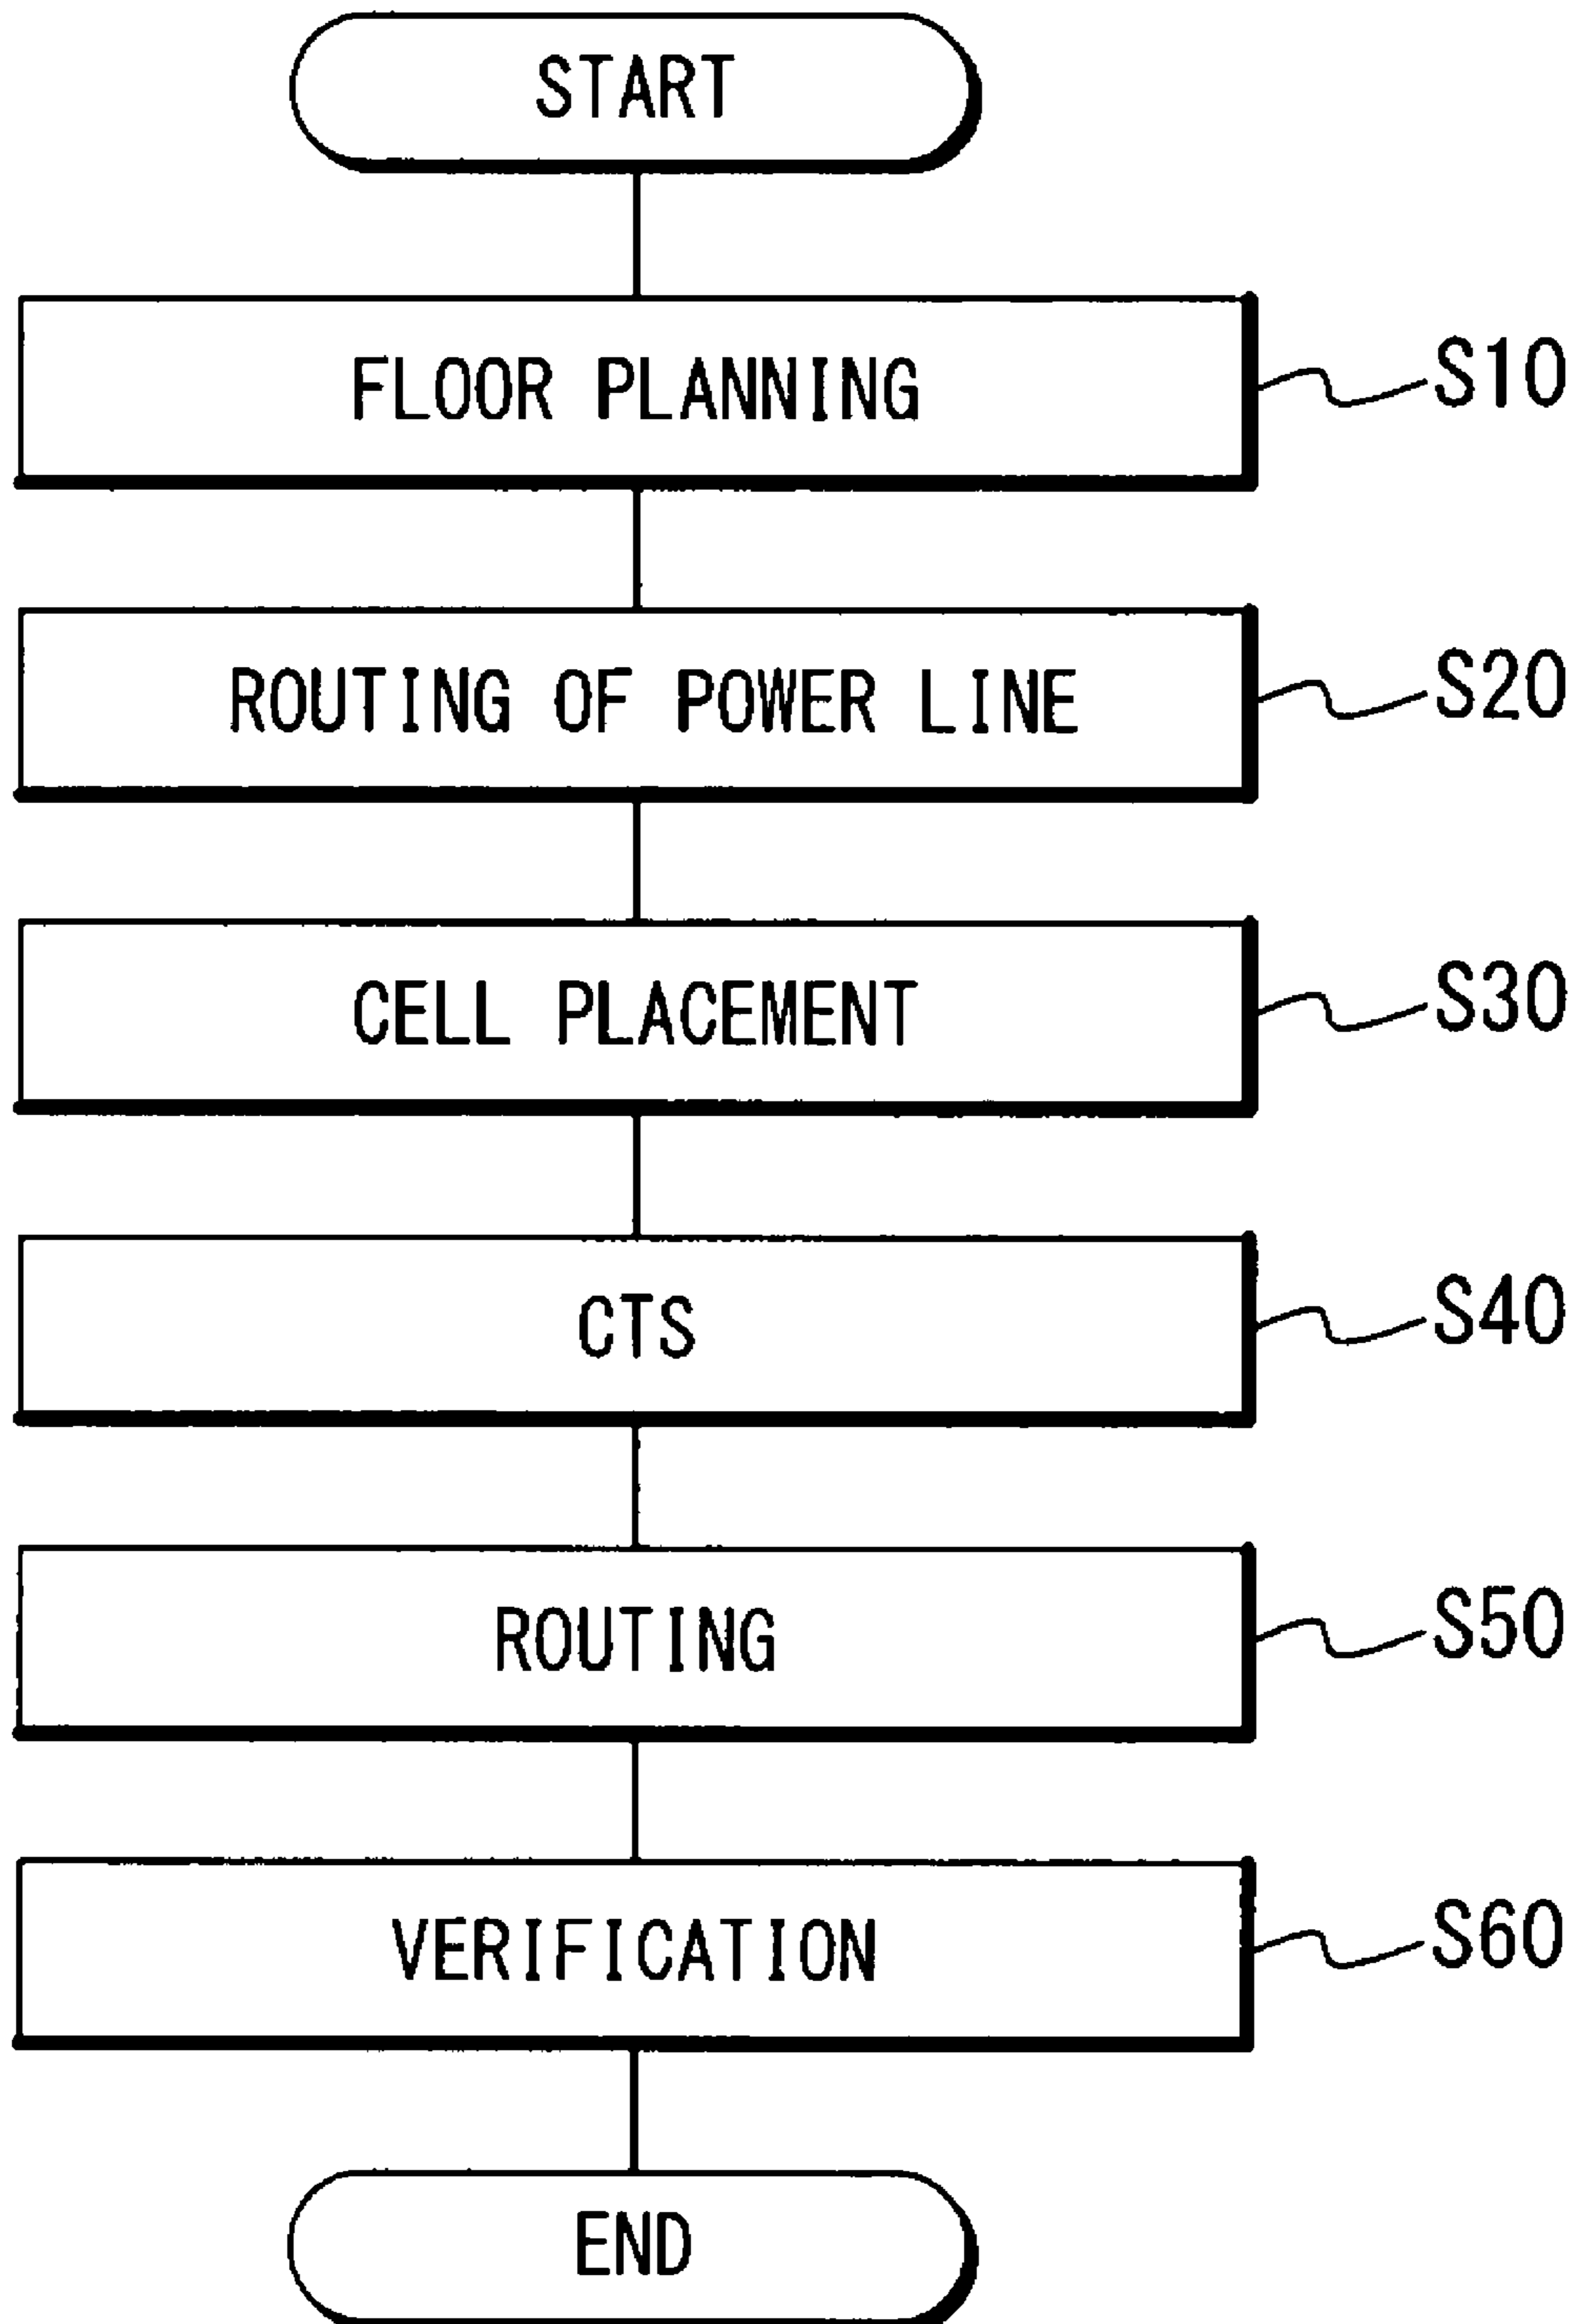 START
FLOOR PLANNING
S10
ROUTING OF POWER LINE
S20
CELL PLACEMENT
S30
CTS
S40
ROUTING
S50
VERIFICATION
S60
END